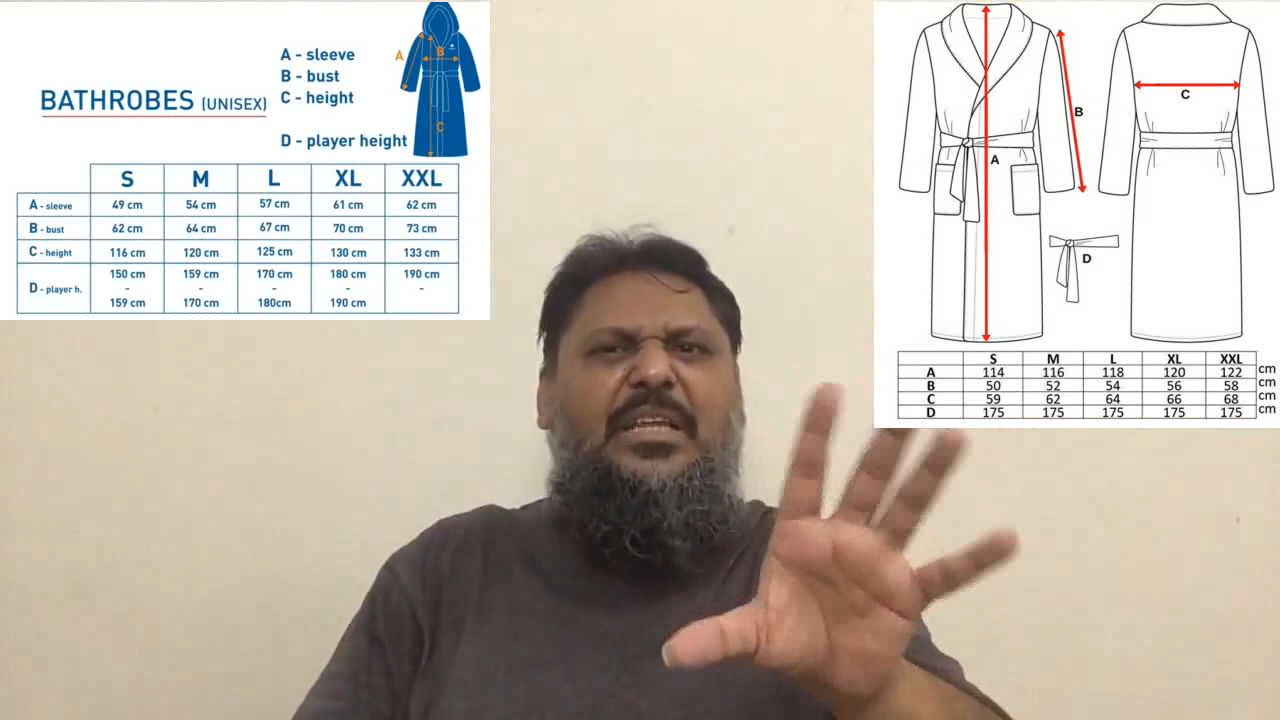 A - sleeve
B - bust
C - height
D - player height
BATHROBES (UNISEX)
A
B
C
S M L XL XXL
A - sleeve 49 cm 54 cm 57 cm 61 cm 62 cm
B - bust 62 cm 64 cm 67 cm 70 cm 73 cm
C - height 116 cm 120 cm 125 cm 130 cm 133 cm
D - player h. 150 cm - 159 cm 159 cm - 170 cm 170 cm - 180cm 180 cm - 190 cm 190 cm -
A
B
C
D
S M L XL XXL
A 114 116 118 120 122 cm
B 50 52 54 56 58 cm
C 59 62 64 66 68 cm
D 175 175 175 175 175 cm